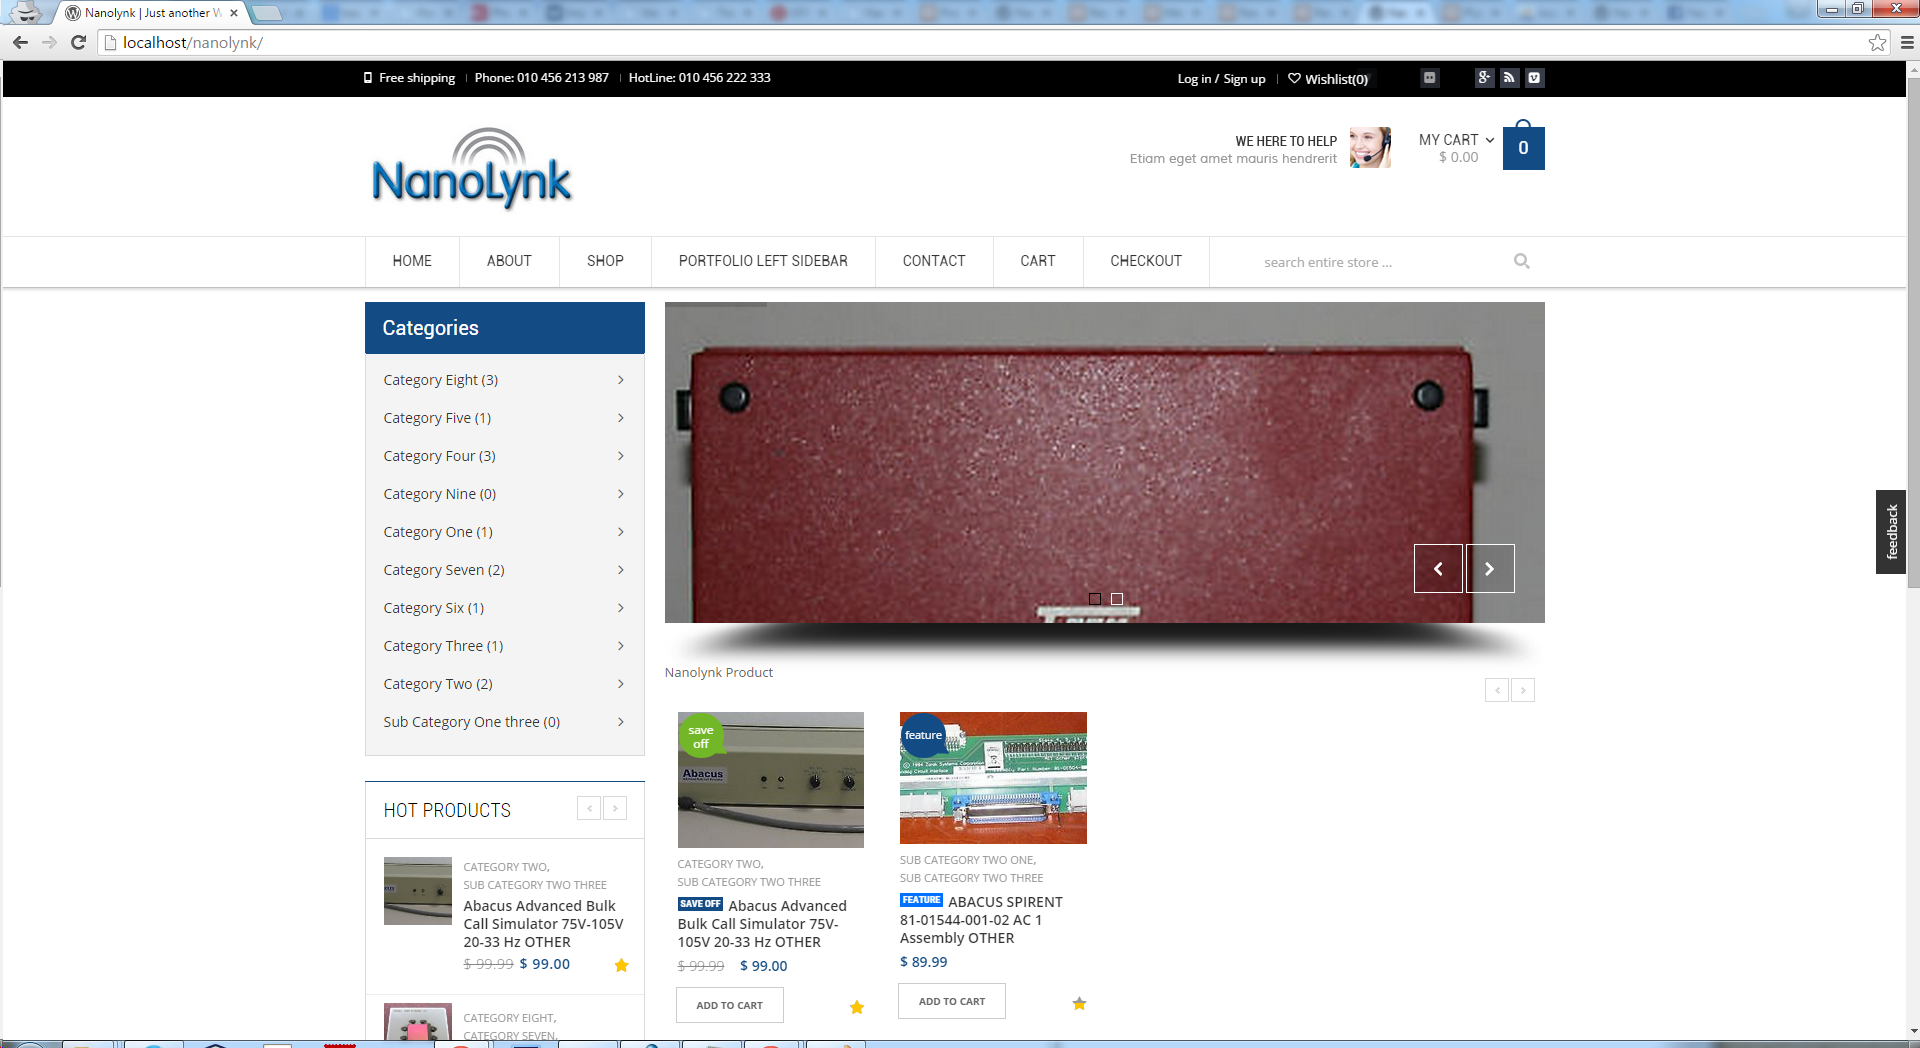 Nanolynk | Just another W
localhost/nanolynk/
Free shipping
Phone: 010 456 213 987
HotLine: 010 456 222 333
Log in / Sign up
Wishlist(0)
NanoLynk
WE HERE TO HELP
Etiam eget amet mauris hendrerit
MY CART
$ 0.00
0
HOME
ABOUT
SHOP
PORTFOLIO LEFT SIDEBAR
CONTACT
CART
CHECKOUT
search entire store ...
Categories
Category Eight (3)
Category Five (1)
Category Four (3)
Category Nine (0)
Category One (1)
Category Seven (2)
Category Six (1)
Category Three (1)
Category Two (2)
Sub Category One three (0)
feedback
HOT PRODUCTS
CATEGORY TWO,
SUB CATEGORY TWO THREE
Abacus Advanced Bulk
Call Simulator 75V-105V
20-33 Hz OTHER
$ 99.99 $ 99.00
CATEGORY EIGHT,
CATEGORY SEVEN,
Nanolynk Product
save
off
Abacus
CATEGORY TWO,
SUB CATEGORY TWO THREE
SAVE OFF Abacus Advanced
Bulk Call Simulator 75V-
105V 20-33 Hz OTHER
$ 99.99 $ 99.00
ADD TO CART
feature
SUB CATEGORY TWO ONE,
SUB CATEGORY TWO THREE
FEATURE ABACUS SPIRENT
81-01544-001-02 AC 1
Assembly OTHER
$ 89.99
ADD TO CART